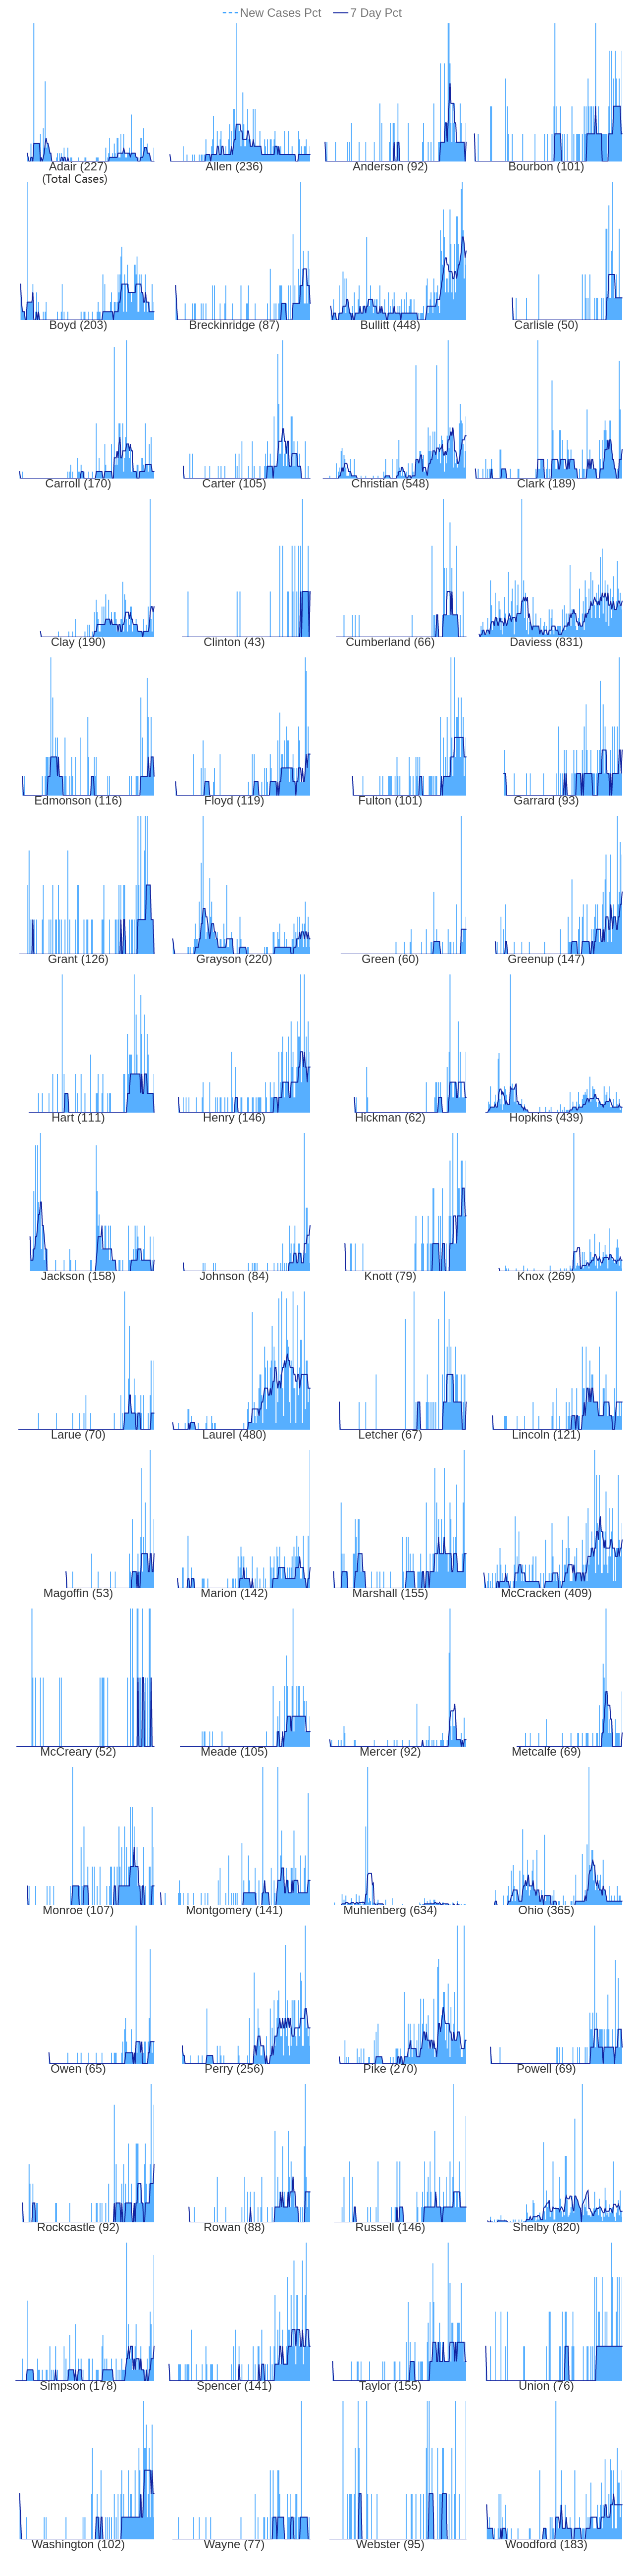 New Cases Pct 7 Day Pct
Adair (227) Allen (236) Anderson (92) Bourbon (101)
(Total Cases)
Boyd (203) Breckinridge (87) Bullitt (448) Carlisle (50)
Carroll (170) Carter (105) Christian (548) Clark (189)
Clay (190) Clinton (43) Cumberland (66) Daviess (831)
Edmonson (116) Floyd (119) Fulton (101) Garrard (93)
Grant (126) Grayson (220) Green (60) Greenup (147)
Hart (111) Henry (146) Hickman (62) Hopkins (439)
Jackson (158) Johnson (84) Knott (79) Knox (269)
Larue (70) Laurel (480) Letcher (67) Lincoln (121)
Magoffin (53) Marion (142) Marshall (155) McCracken (409)
McCreary (52) Meade (105) Mercer (92) Metcalfe (69)
Monroe (107) Montgomery (141) Muhlenberg (634) Ohio (365)
Owen (65) Perry (256) Pike (270) Powell (69)
Rockcastle (92) Rowan (88) Russell (146) Shelby (820)
Simpson (178) Spencer (141) Taylor (155) Union (76)
Washington (102) Wayne (77) Webster (95) Woodford (183)